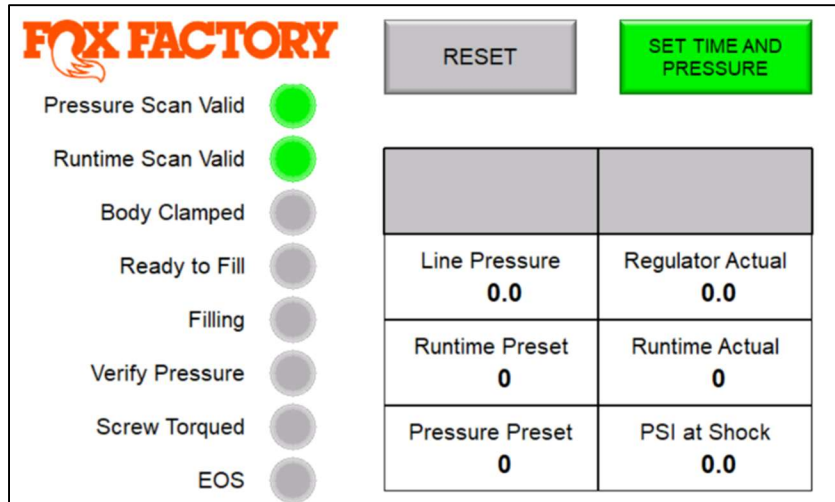 FOX FACTORY
RESET
SET TIME AND
PRESSURE
Pressure Scan Valid
Runtime Scan Valid
Body Clamped
Ready to Fill
Filling
Verify Pressure
Screw Torqued
EOS
Line Pressure
0.0
Regulator Actual
0.0
Runtime Preset
0
Runtime Actual
0
Pressure Preset
0
PSI at Shock
0.0